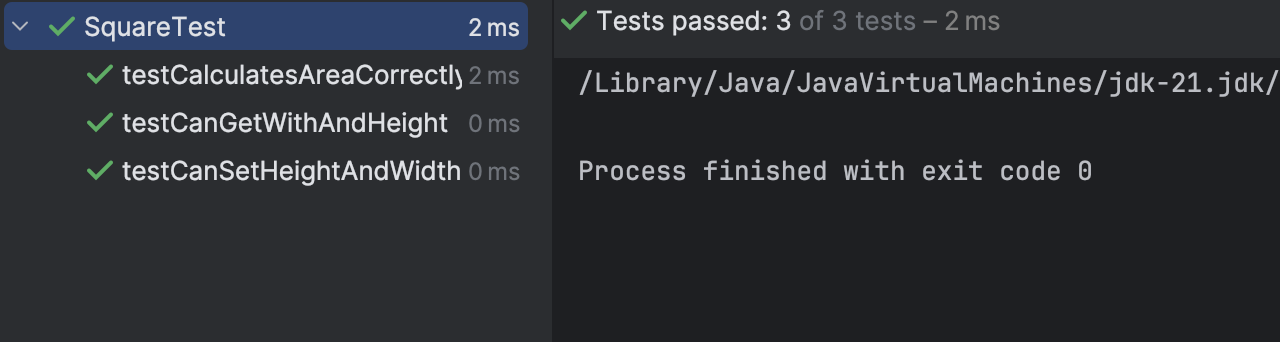 SquareTest 2 ms
testCalculatesAreaCorrectly 2 ms
testCanGetWithAndHeight 0 ms
testCanSetHeightAndWidth 0 ms
Tests passed: 3 of 3 tests – 2 ms
/Library/Java/JavaVirtualMachines/jdk-21.jdk/
Process finished with exit code 0